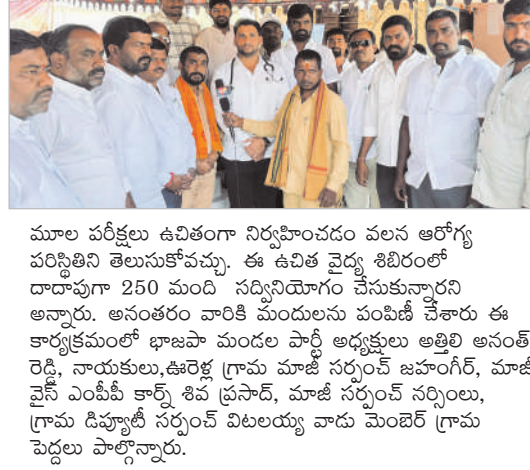 మూల పరీక్షలు ఉచితంగా నిర్వహించడం వలన ఆరోగ్య
పరిస్థితిని తెలుసుకోవచ్చు. ఈ ఉచిత వైద్య శిబిరంలో
దాదాపుగా 250 మంది సద్వినియోగం చేసుకున్నారని
అన్నారు. అనంతరం వారికి మందులను పంపిణీ చేశారు ఈ
కార్యక్రమంలో భాజపా మండల పార్టీ అధ్యక్షులు అత్తిలి అనంత్
రెడ్డి, నాయకులు,ఊరెళ్ల గ్రామ మాజీ సర్పంచ్ జహంగీర్, మాజీ
వైస్ ఎంపీపీ కార్న్ శివ ప్రసాద్, మాజీ సర్పంచ్ నర్సింలు,
గ్రామ డిప్యూటీ సర్పంచ్ విటలయ్య వాడు మెంబెర్ గ్రామ
పెద్దలు పాల్గొన్నారు.